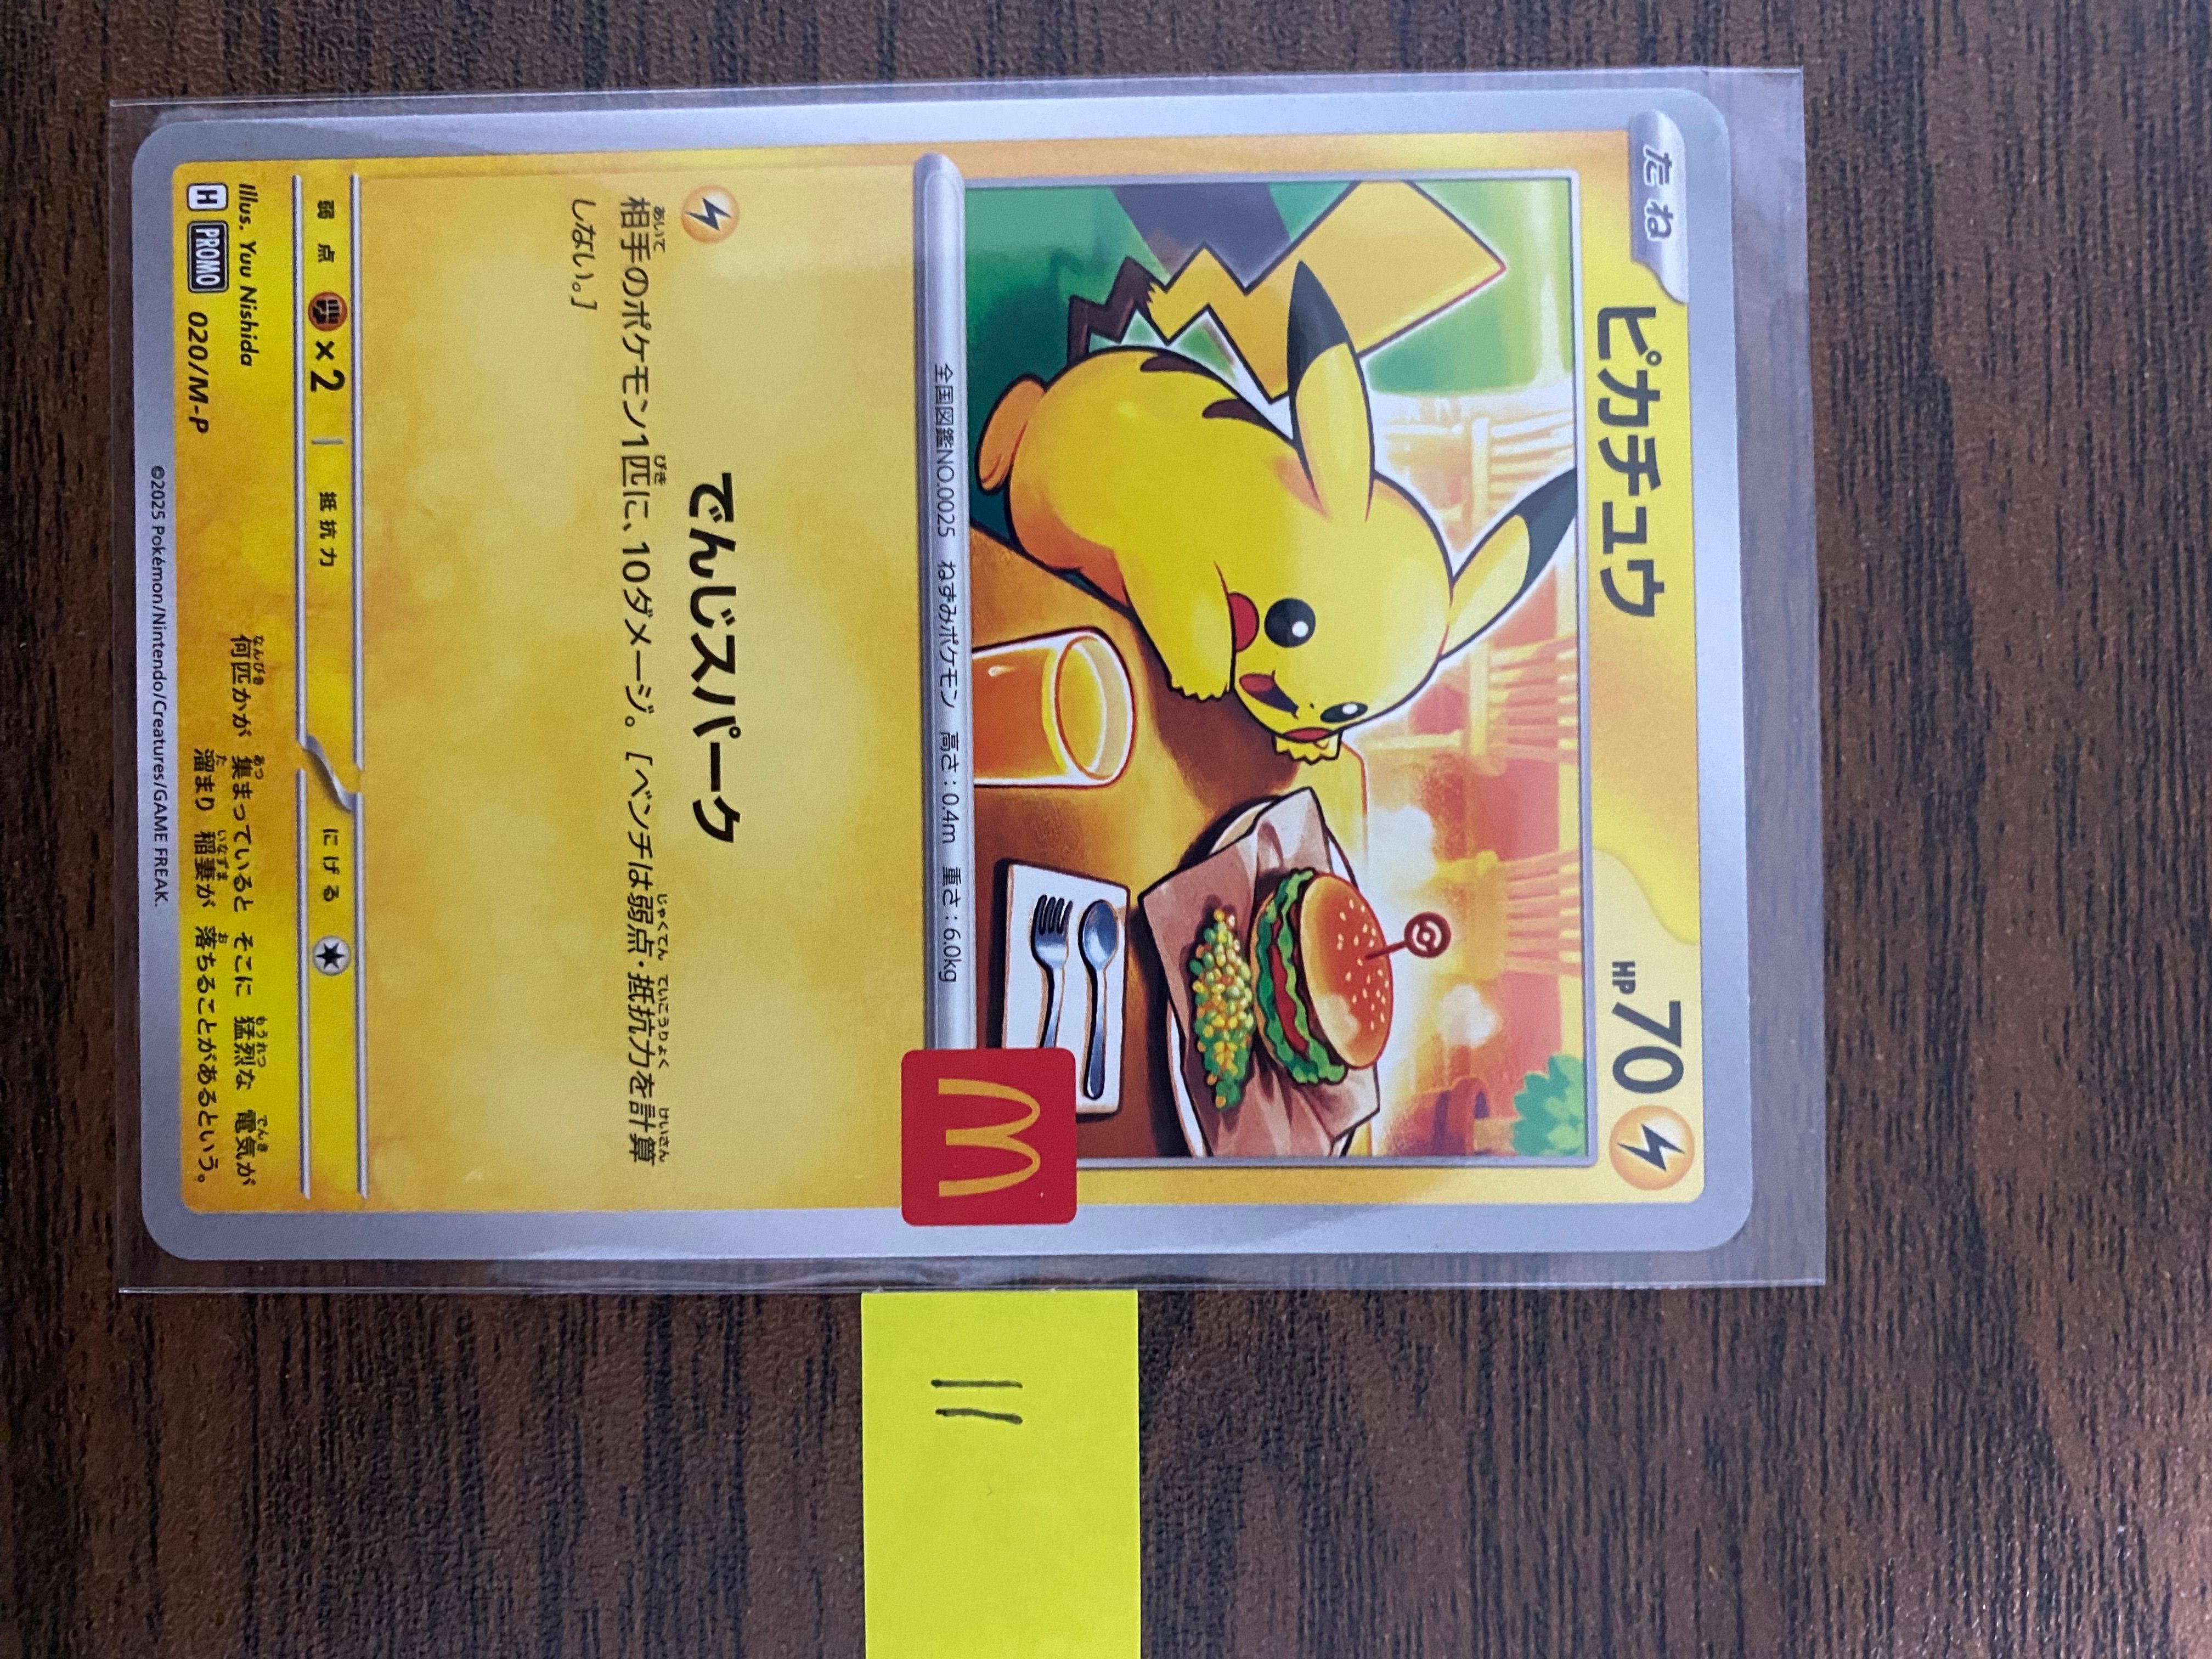 たね
ピカチュウ
HP70
全国図鑑NO.0025 ねずみポケモン 高さ:0.4m 重さ:6.0kg
でんじスパーク
相手のポケモン1匹に、10ダメージ。[ベンチは弱点・抵抗力を計算
しない。]
弱点 ×2 抵抗力 にげる
Illus. Yuu Nishida
H PROMO 020/M-P
何匹かが 集まっていると そこに 猛烈な 電気が
溜まり 稲妻が 落ちることがあるという。
©2025 Pokémon/Nintendo/Creatures/GAME FREAK.
11